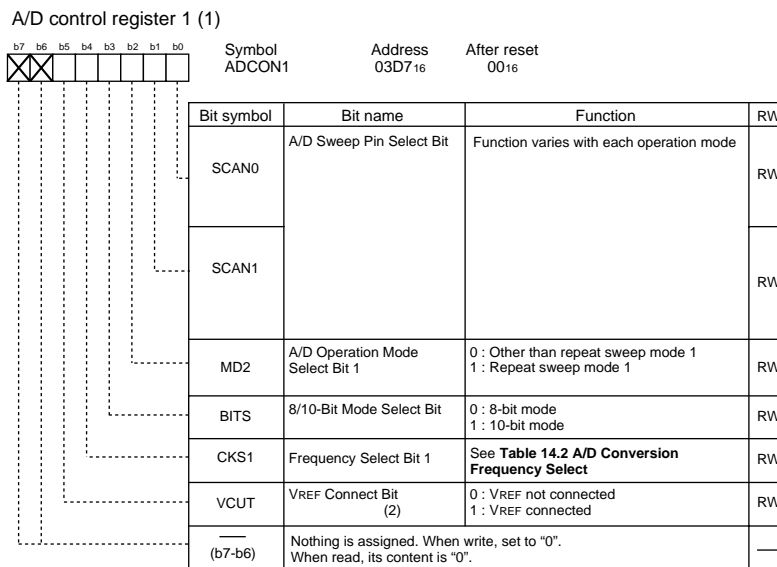 A/D control register 1 (1)
b7 b6 b5 b4 b3 b2 b1 b0
Symbol Address After reset
ADCON1 03D716 0016
Bit symbol Bit name Function RW
SCAN0 A/D Sweep Pin Select Bit Function varies with each operation mode RW
SCAN1 RW
MD2 A/D Operation Mode Select Bit 1 0 : Other than repeat sweep mode 1
1 : Repeat sweep mode 1 RW
BITS 8/10-Bit Mode Select Bit 0 : 8-bit mode
1 : 10-bit mode RW
CKS1 Frequency Select Bit 1 See Table 14.2 A/D Conversion
Frequency Select RW
VCUT VREF Connect Bit (2) 0 : VREF not connected
1 : VREF connected RW
(b7-b6) Nothing is assigned. When write, set to “0”.
When read, its content is “0”. —